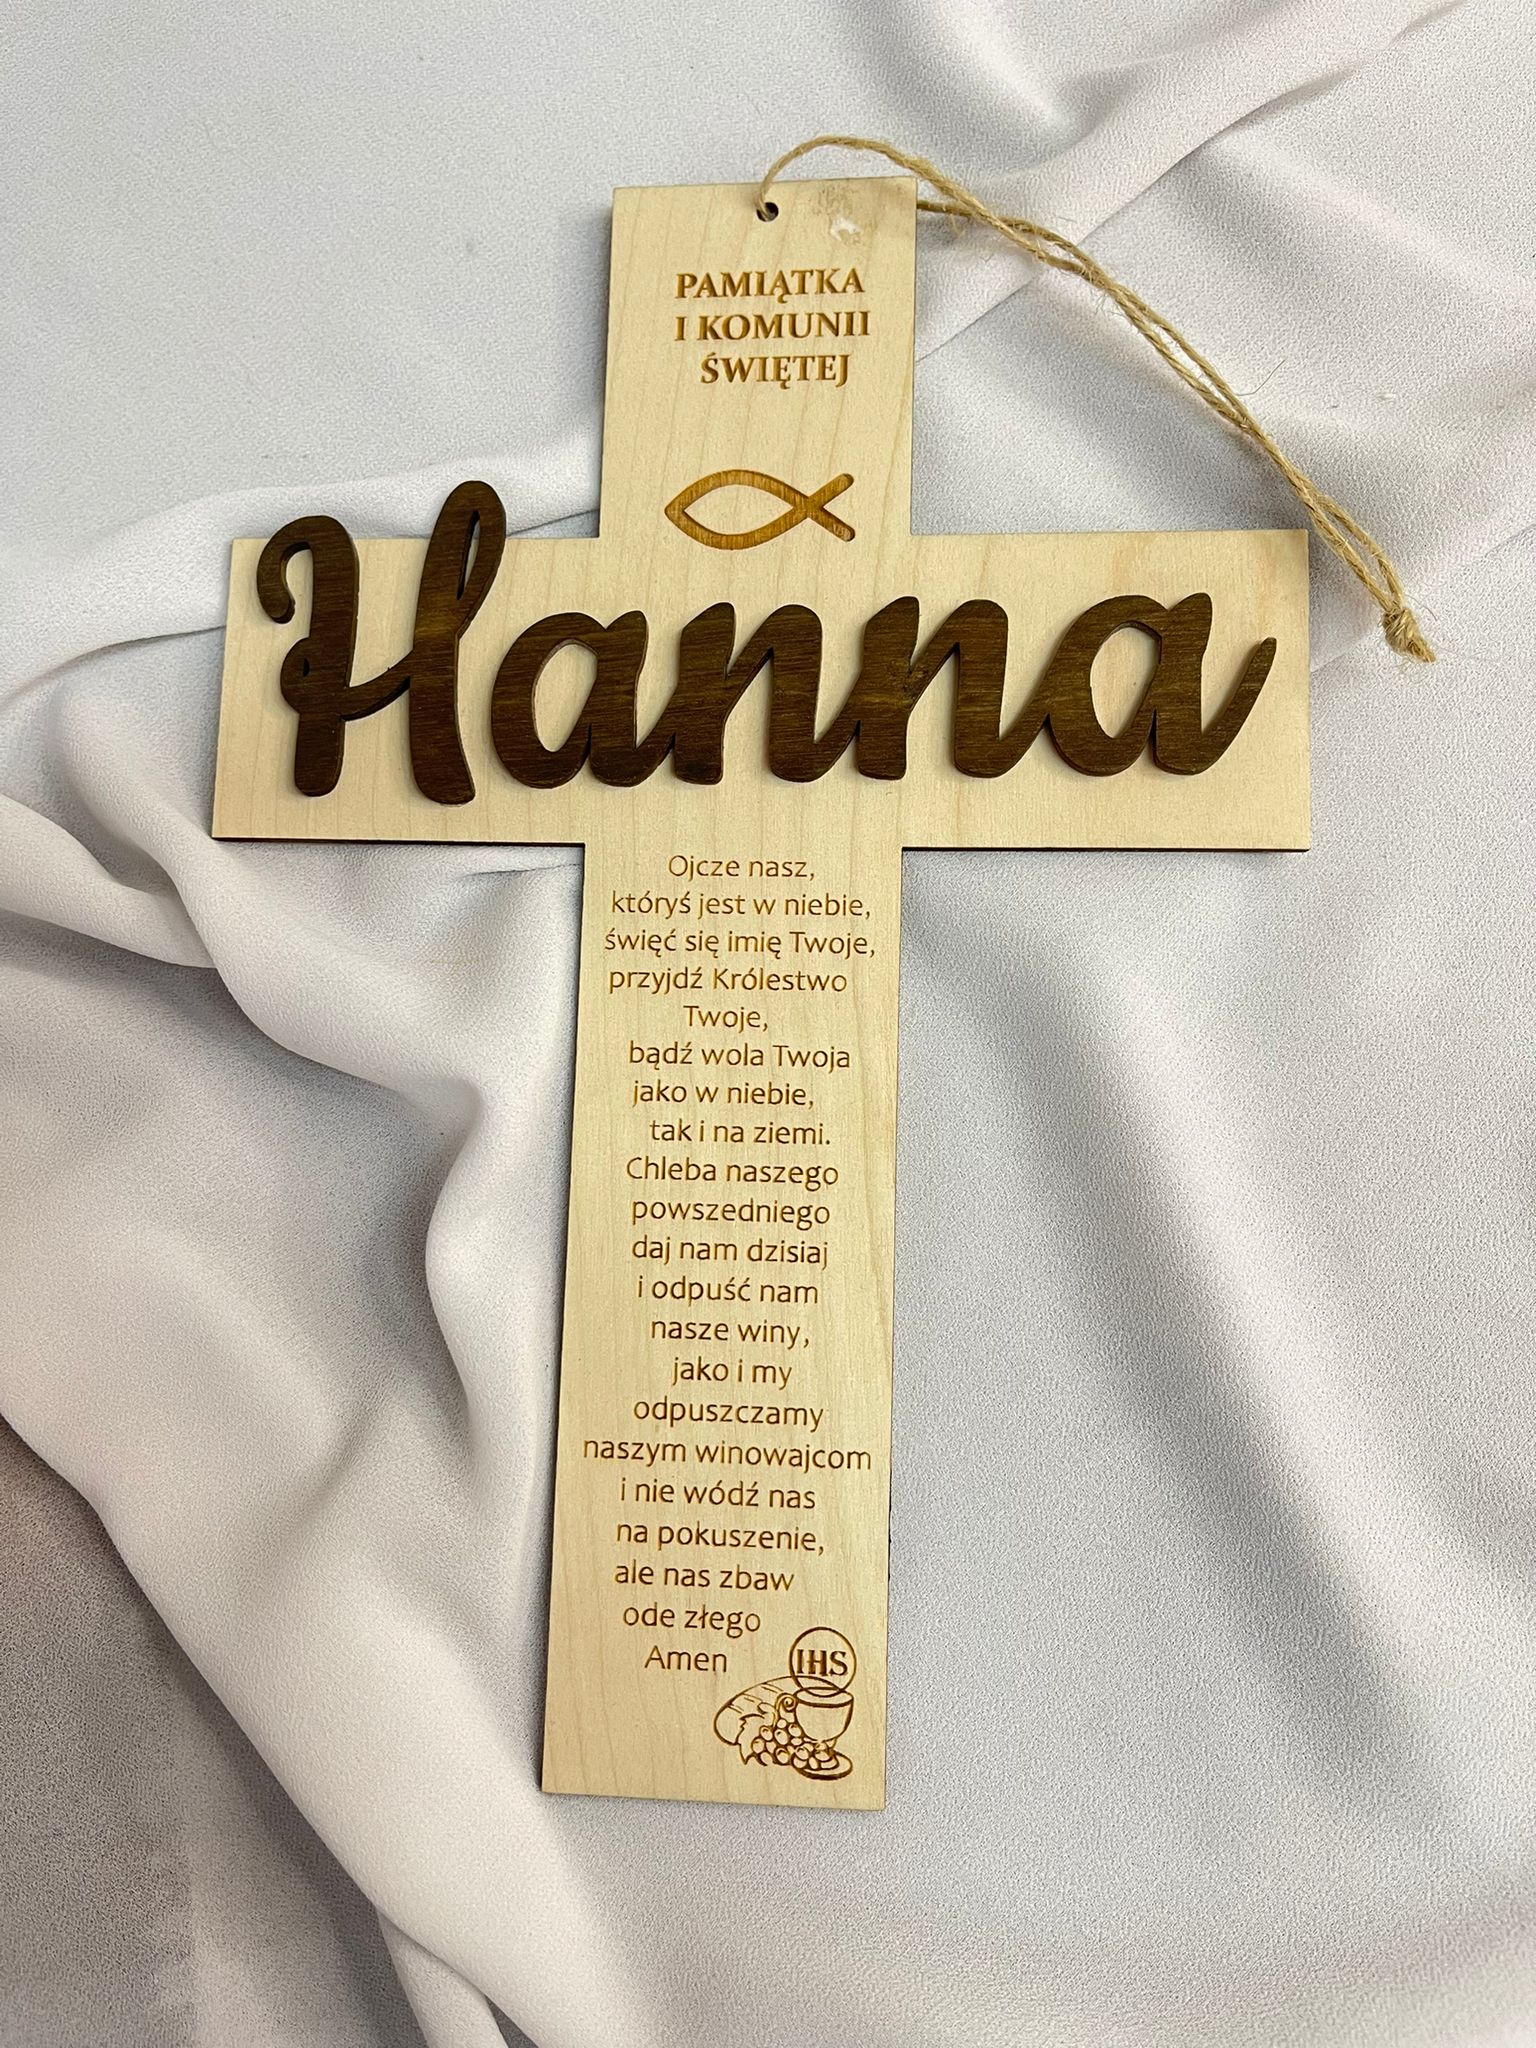 PAMIĄTKA
I KOMUNII
ŚWIĘTEJ
Hanna
Ojcze nasz,
któryś jest w niebie,
święć się imię Twoje,
przyjdź Królestwo
Twoje,
bądź wola Twoja
jako w niebie,
tak i na ziemi.
Chleba naszego
powszedniego
daj nam dzisiaj
i odpuść nam
nasze winy,
jako i my
odpuszczamy
naszym winowajcom
i nie wódź nas
na pokuszenie,
ale nas zbaw
ode złego
Amen
IHS